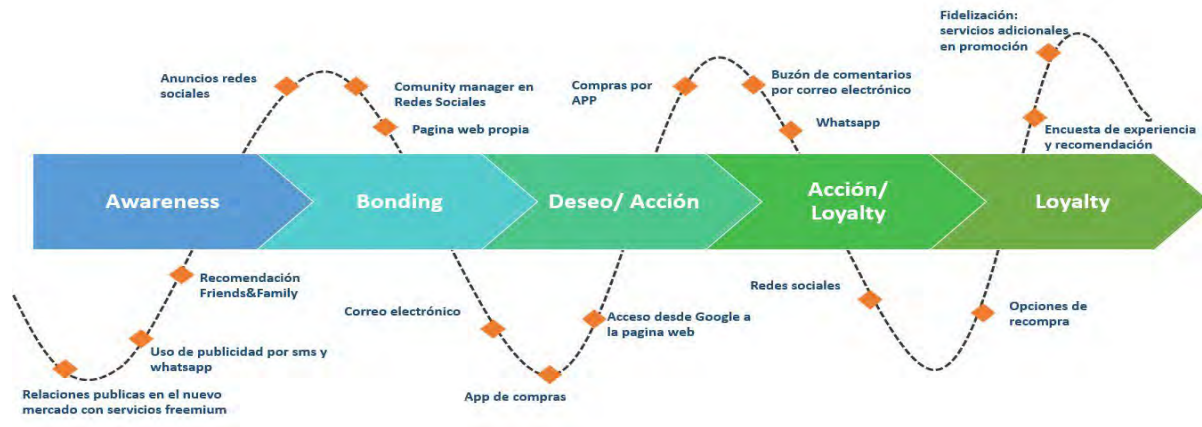 Fidelización:
servicios adicionales
en promoción
Anuncios redes
sociales
Comunity manager en
Redes Sociales
Pagina web propia
Compras por
APP
Buzón de comentarios
por correo electrónico
Whatsapp
Encuesta de experiencia
y recomendación
Awareness
Bonding
Deseo/ Acción
Acción/
Loyalty
Loyalty
Recomendación
Friends&Family
Uso de publicidad por sms y
whatsapp
Relaciones publicas en el nuevo
mercado con servicios freemium
Correo electrónico
App de compras
Acceso desde Google a
la pagina web
Redes sociales
Opciones de
recompra